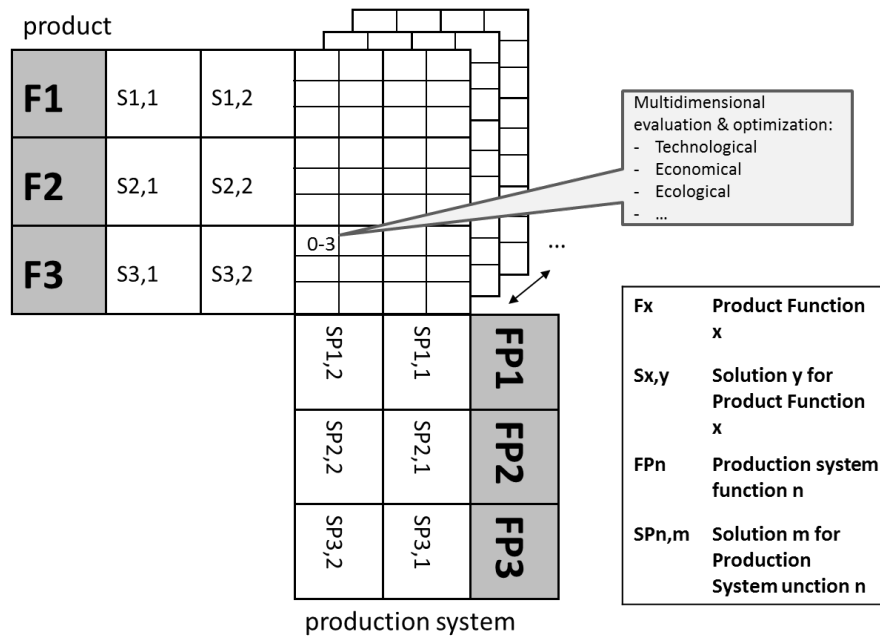 product
F1 S1,1 S1,2
F2 S2,1 S2,2
F3 S3,1 S3,2
0-3
Multidimensional
evaluation & optimization:
- Technological
- Economical
- Ecological
- ...
...
SP1,2 SP1,1 FP1
SP2,2 SP2,1 FP2
SP3,2 SP3,1 FP3
production system
Fx Product Function
x
Sx,y Solution y for
Product Function
x
FPn Production system
function n
SPn,m Solution m for
Production
System unction n